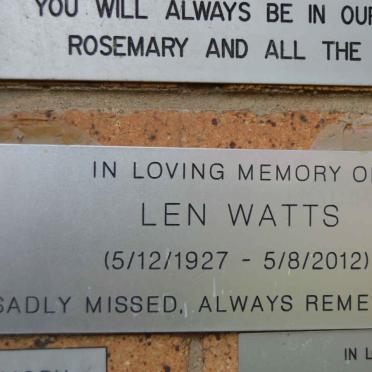 YOU WILL ALWAYS BE IN OUR
ROSEMARY AND ALL THE
IN LOVING MEMORY O
LEN WATTS
(5/12/1927 - 5/8/2012)
SADLY MISSED, ALWAYS REME
IN L